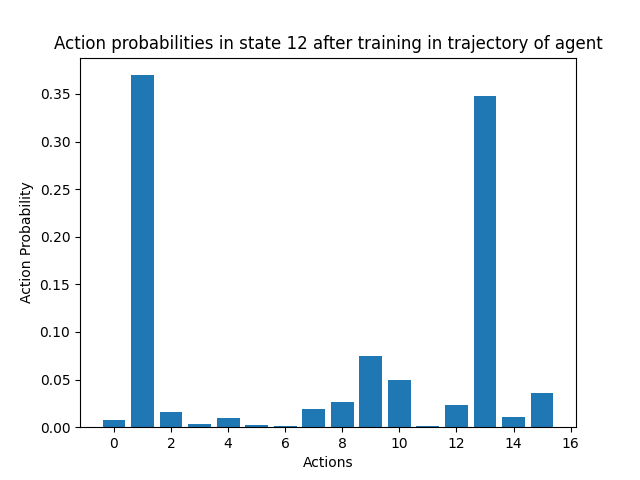 Action probabilities in state 12 after training in trajectory of agent
0.35
0.30
0.25
0.20
0.15
0.10
0.05
0.00
Action Probability
0 2 4 6 8 10 12 14 16
Actions